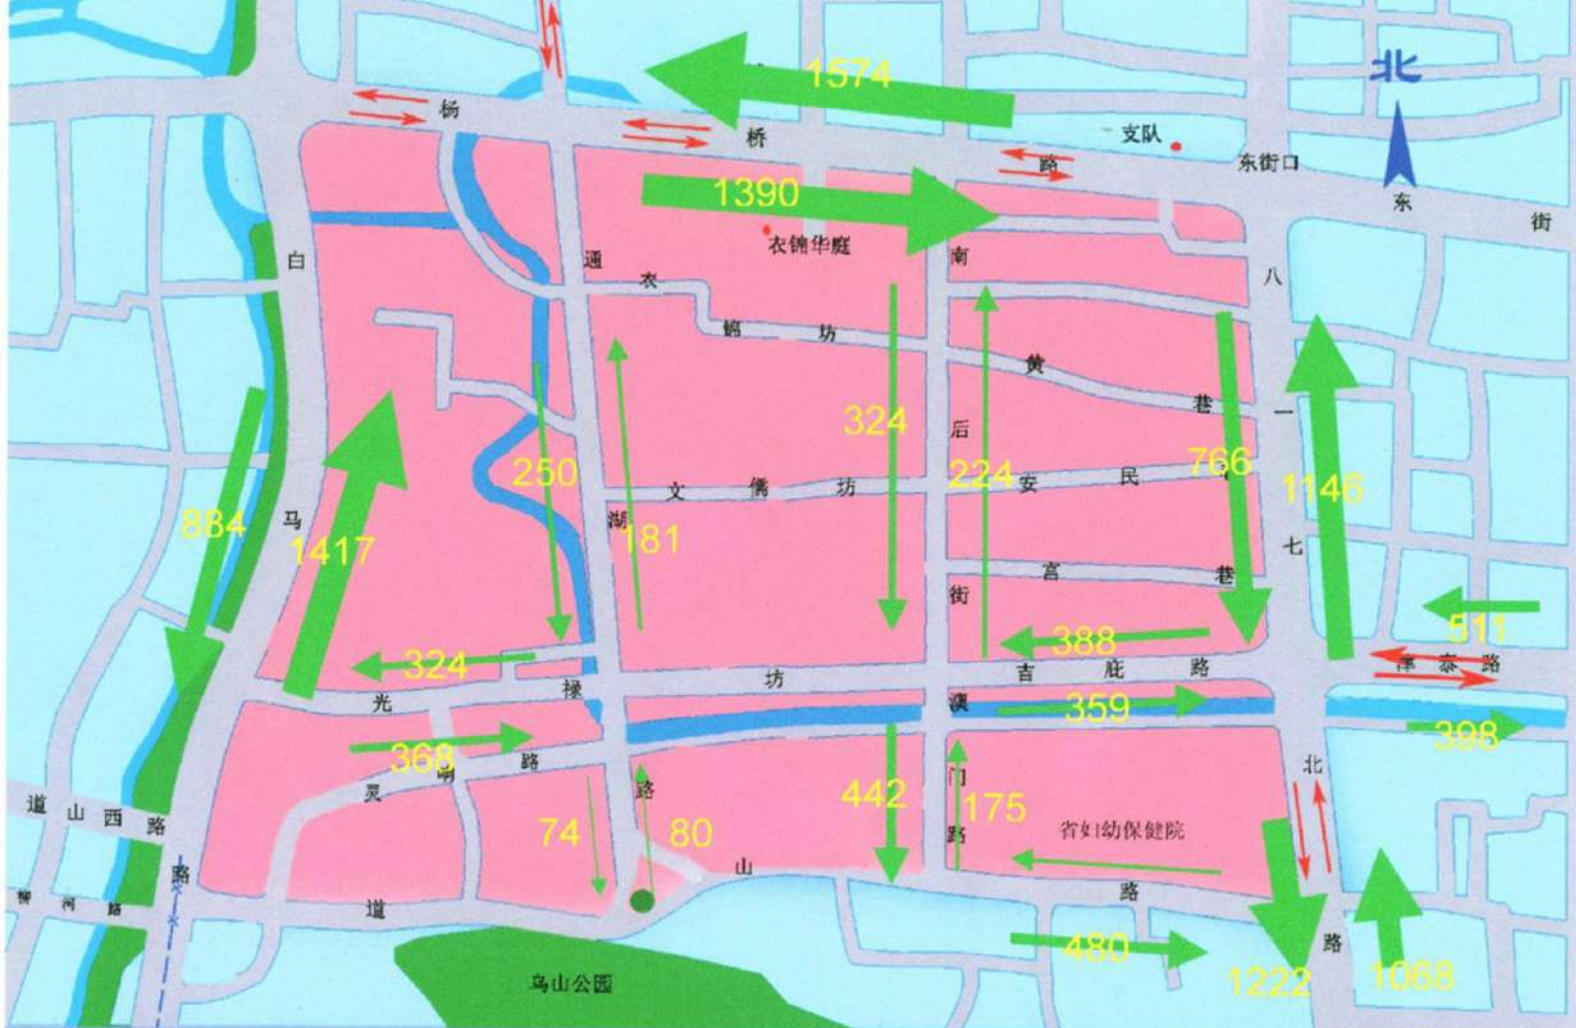 北
1574
杨
桥
路
支队
东街口
东
街
1390
衣锦华庭
白
通
衣
南
八
锦
坊
黄
巷
一
324
后
224
766
1146
250
文
儒
坊
安
民
884
马
1417
湖
181
七
宫
巷
街
511
388
324
光
禄
坊
吉
庇
路
津
泰
路
澳
359
398
368
灵
响
路
路
442
门
175
北
道
山
西
路
74
80
路
省妇幼保健院
山
路
河
路
道
路
480
路
1222
1068
乌山公园